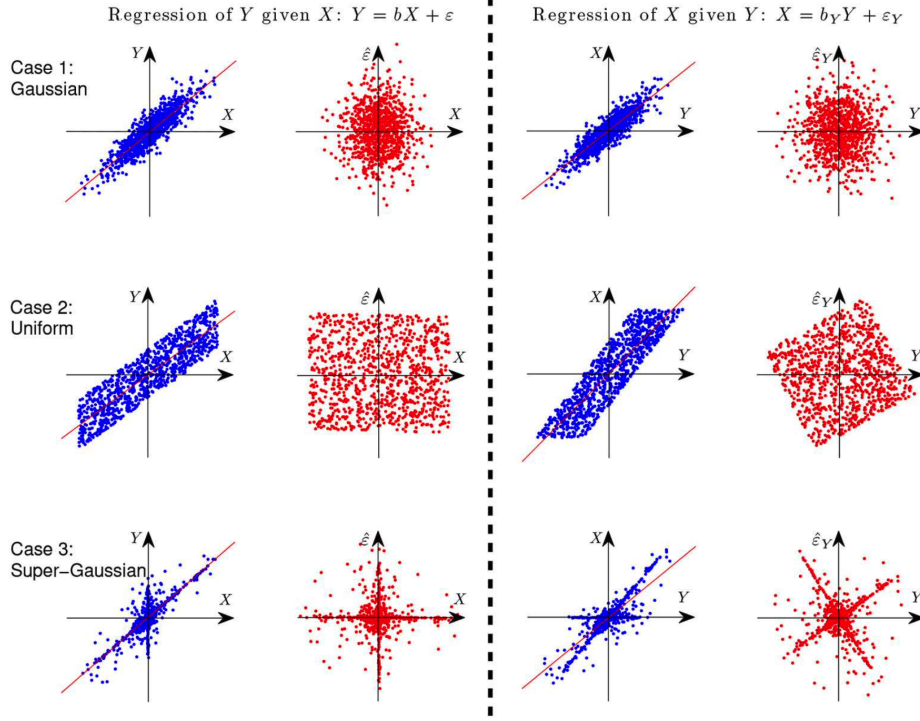 Regression of Y given X: Y = bX + ε
Regression of X given Y: X = b_Y Y + ε_Y
Case 1:
Gaussian
Y
X
ε̂
X
X
Y
ε̂_Y
Y
Case 2:
Uniform
Y
X
ε̂
X
X
Y
ε̂_Y
Y
Case 3:
Super−Gaussian
Y
X
ε̂
X
X
Y
ε̂_Y
Y